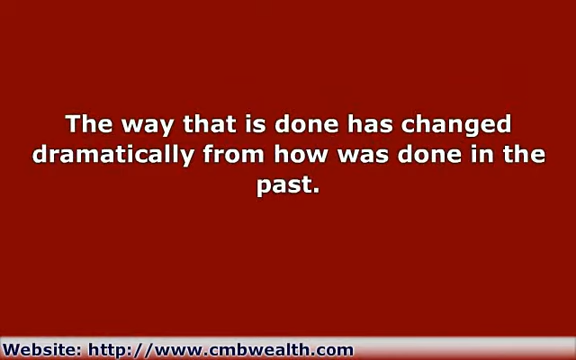 The way that is done has changed
dramatically from how was done in the
past.
Website: http://www.cmbwealth.com